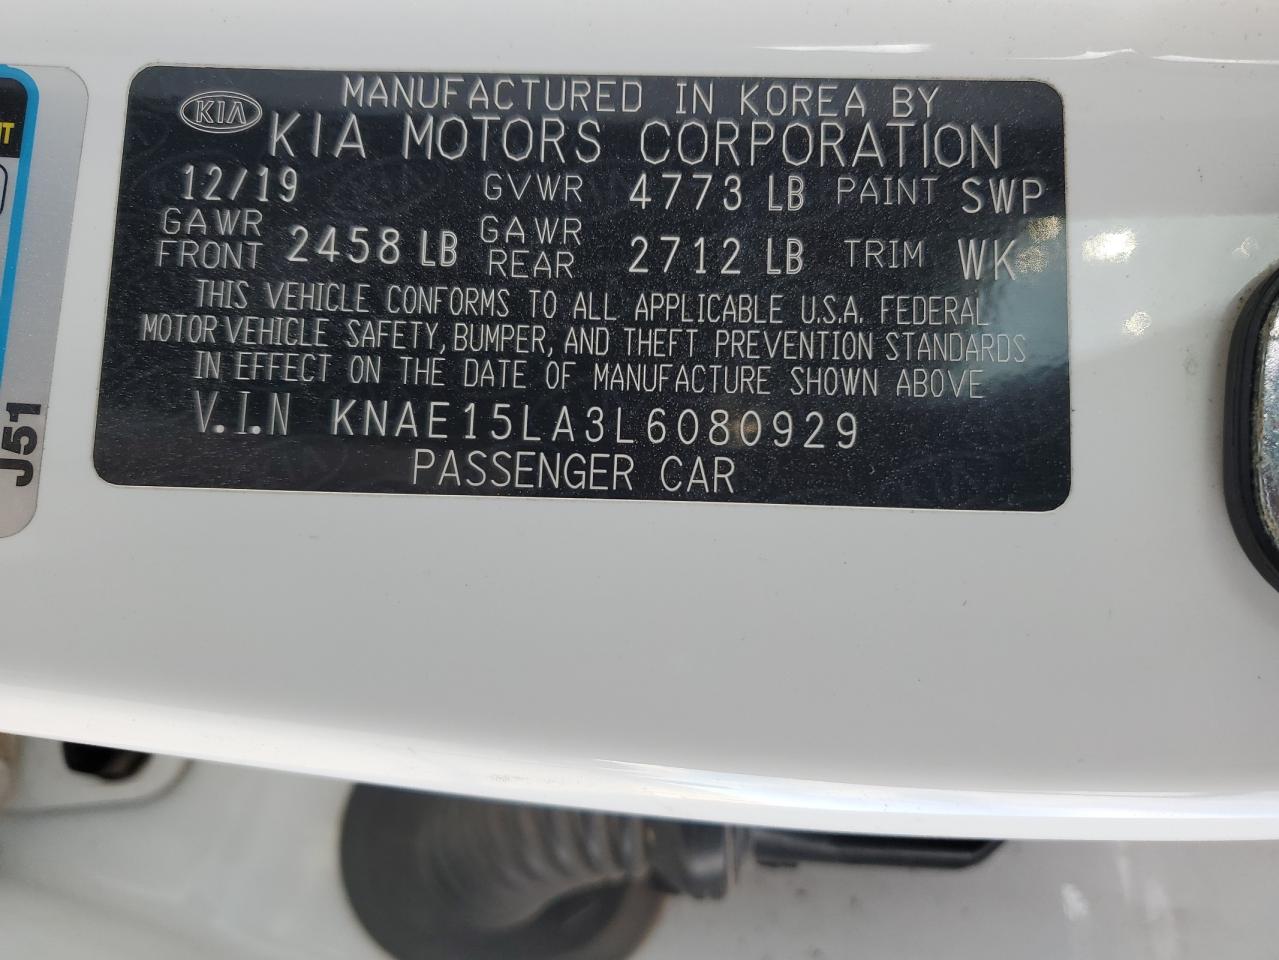 KIA
MANUFACTURED IN KOREA BY
KIA MOTORS CORPORATION
12/19 GVWR 4773 LB PAINT SWP
GAWR FRONT 2458 LB GAWR REAR 2712 LB TRIM WK
THIS VEHICLE CONFORMS TO ALL APPLICABLE U.S.A. FEDERAL
MOTOR VEHICLE SAFETY, BUMPER, AND THEFT PREVENTION STANDARDS
IN EFFECT ON THE DATE OF MANUFACTURE SHOWN ABOVE
V.I.N KNAE15LA3L6080929
PASSENGER CAR
J51